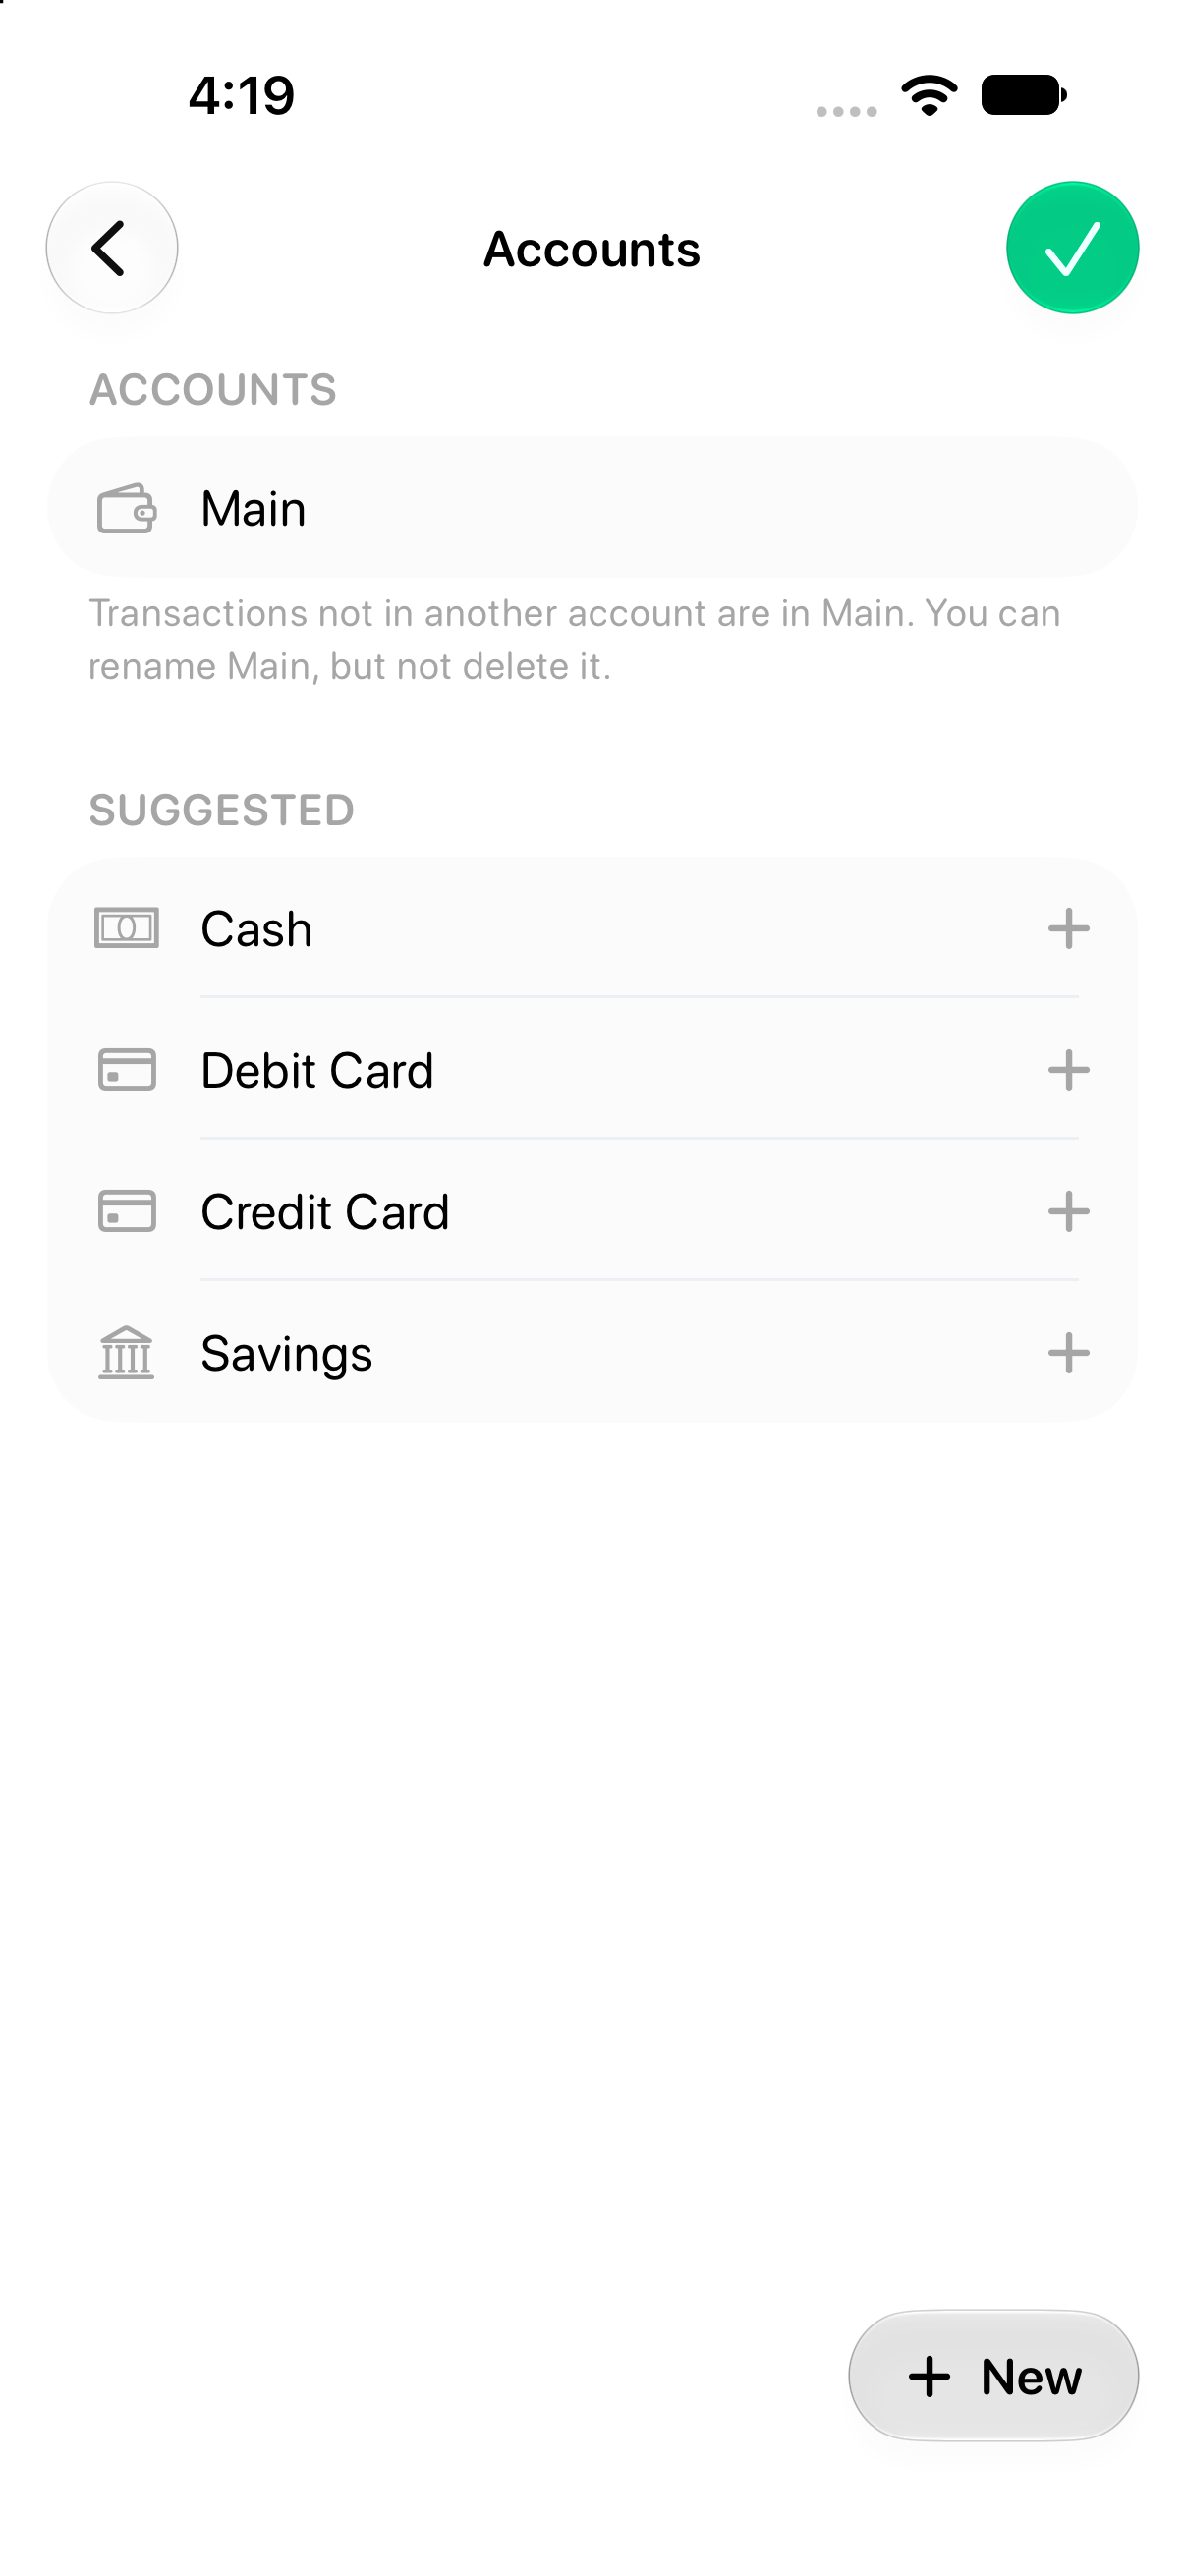 4:19
Accounts
ACCOUNTS
Main
Transactions not in another account are in Main. You can
rename Main, but not delete it.
SUGGESTED
Cash
Debit Card
Credit Card
Savings
New